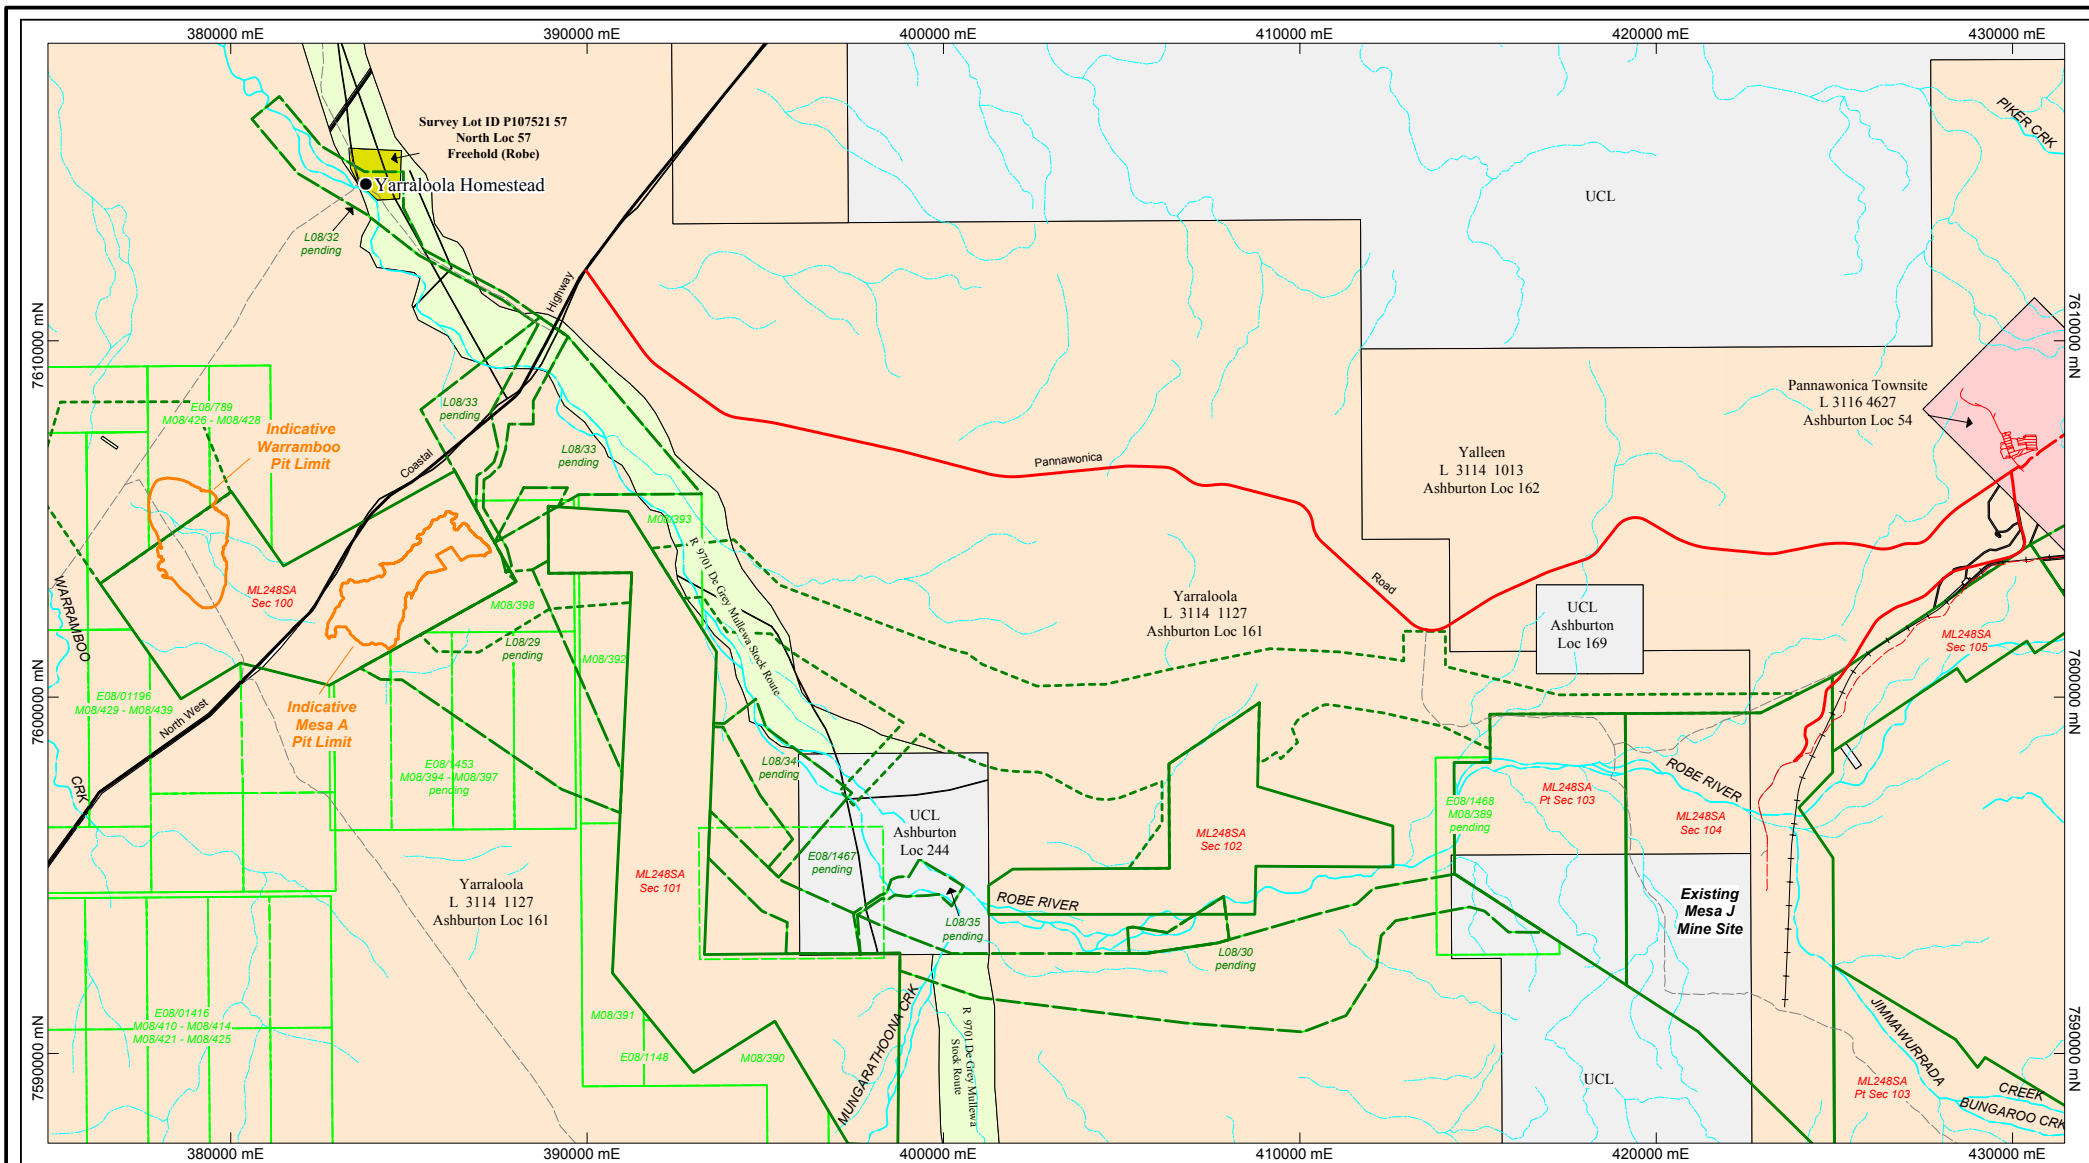 380000 mE
390000 mE
400000 mE
410000 mE
420000 mE
430000 mE
7610000 mN
7600000 mN
7590000 mN
7610000 mN
7600000 mN
7590000 mN
Survey Lot ID P107521 57
North Loc 57
Freehold (Robe)
Yarraloola Homestead
L08/32
pending
UCL
PIKER CRK
Highway
Pannawonica Townsite
L 3116 4627
Ashburton Loc 54
E08/789
M08/426 - M08/428
Indicative
Warramboo
Pit Limit
L08/33
pending
L08/33
pending
Coastal
Pannawonica
Road
Yalleen
L 3114 1013
Ashburton Loc 162
M08/393
R 9701 De Grey Mullewa Stock Route
WARRAMBOO
CRK
ML248SA
Sec 100
M08/398
L08/29
pending
M08/392
Yarraloola
L 3114 1127
Ashburton Loc 161
UCL
Ashburton
Loc 169
ML248SA
Sec 105
E08/01196
M08/429 - M08/439
North West
Indicative
Mesa A
Pit Limit
E08/1453
M08/394 - M08/397
pending
L08/34
pending
UCL
Ashburton
Loc 244
E08/1467
pending
ML248SA
Sec 101
Yarraloola
L 3114 1127
Ashburton Loc 161
ML248SA
Sec 102
E08/1468
M08/389
pending
ML248SA
Pt Sec 103
ROBE RIVER
ML248SA
Sec 104
Existing
Mesa J
Mine Site
ROBE RIVER
L08/35
pending
L08/30
pending
E08/01416
M08/410 - M08/414
M08/421 - M08/425
M08/391
E08/1148
M08/390
MUNGARATHOONA CRK
R 9701 De Grey Mullewa
Stock Route
UCL
JIMMAWURRADA
CREEK
BUNGAROO CRK
ML248SA
Pt Sec 103
380000 mE
390000 mE
400000 mE
410000 mE
420000 mE
430000 mE